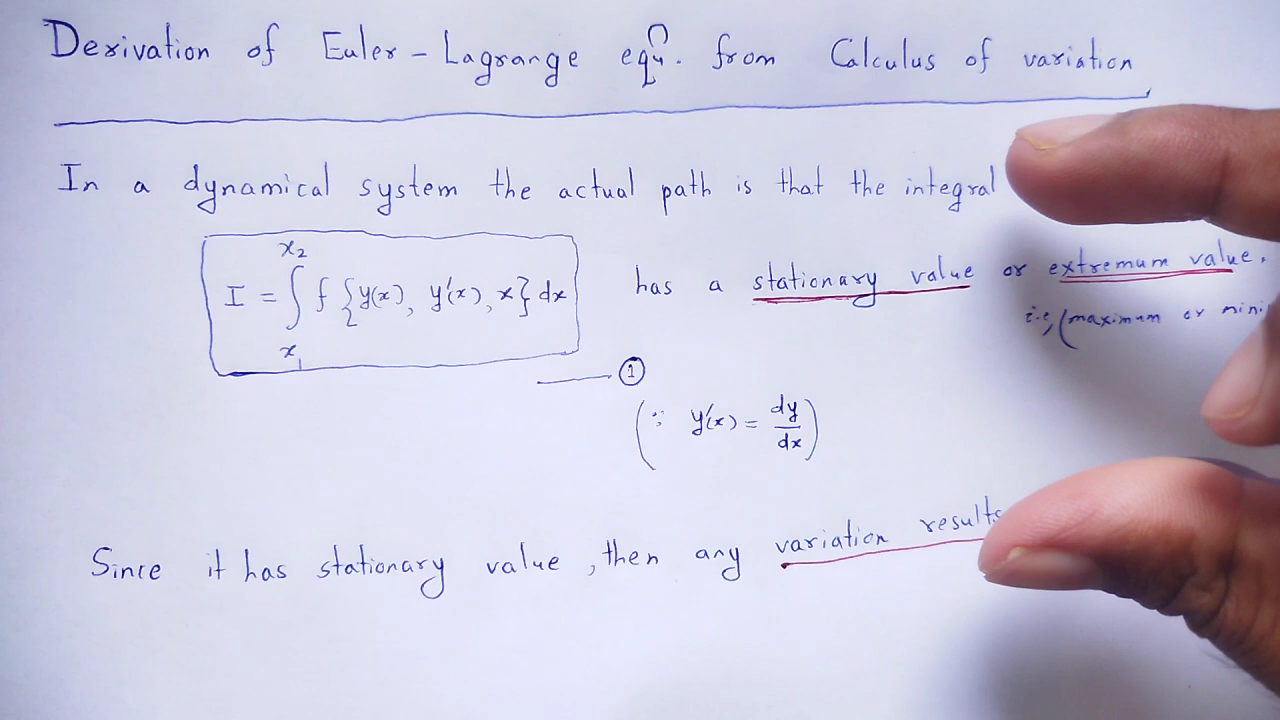 Derivation of Euler-Lagrange eqn. from Calculus of variation
In a dynamical system the actual path is that the integral
I = ∫_{x₁}^{x₂} f {y(x), y'(x), x} dx has a stationary value or extremum value.
i.e, (maximum or
① 
(∵ y'(x) = dy/dx)
Since it has stationary value, then any variation results